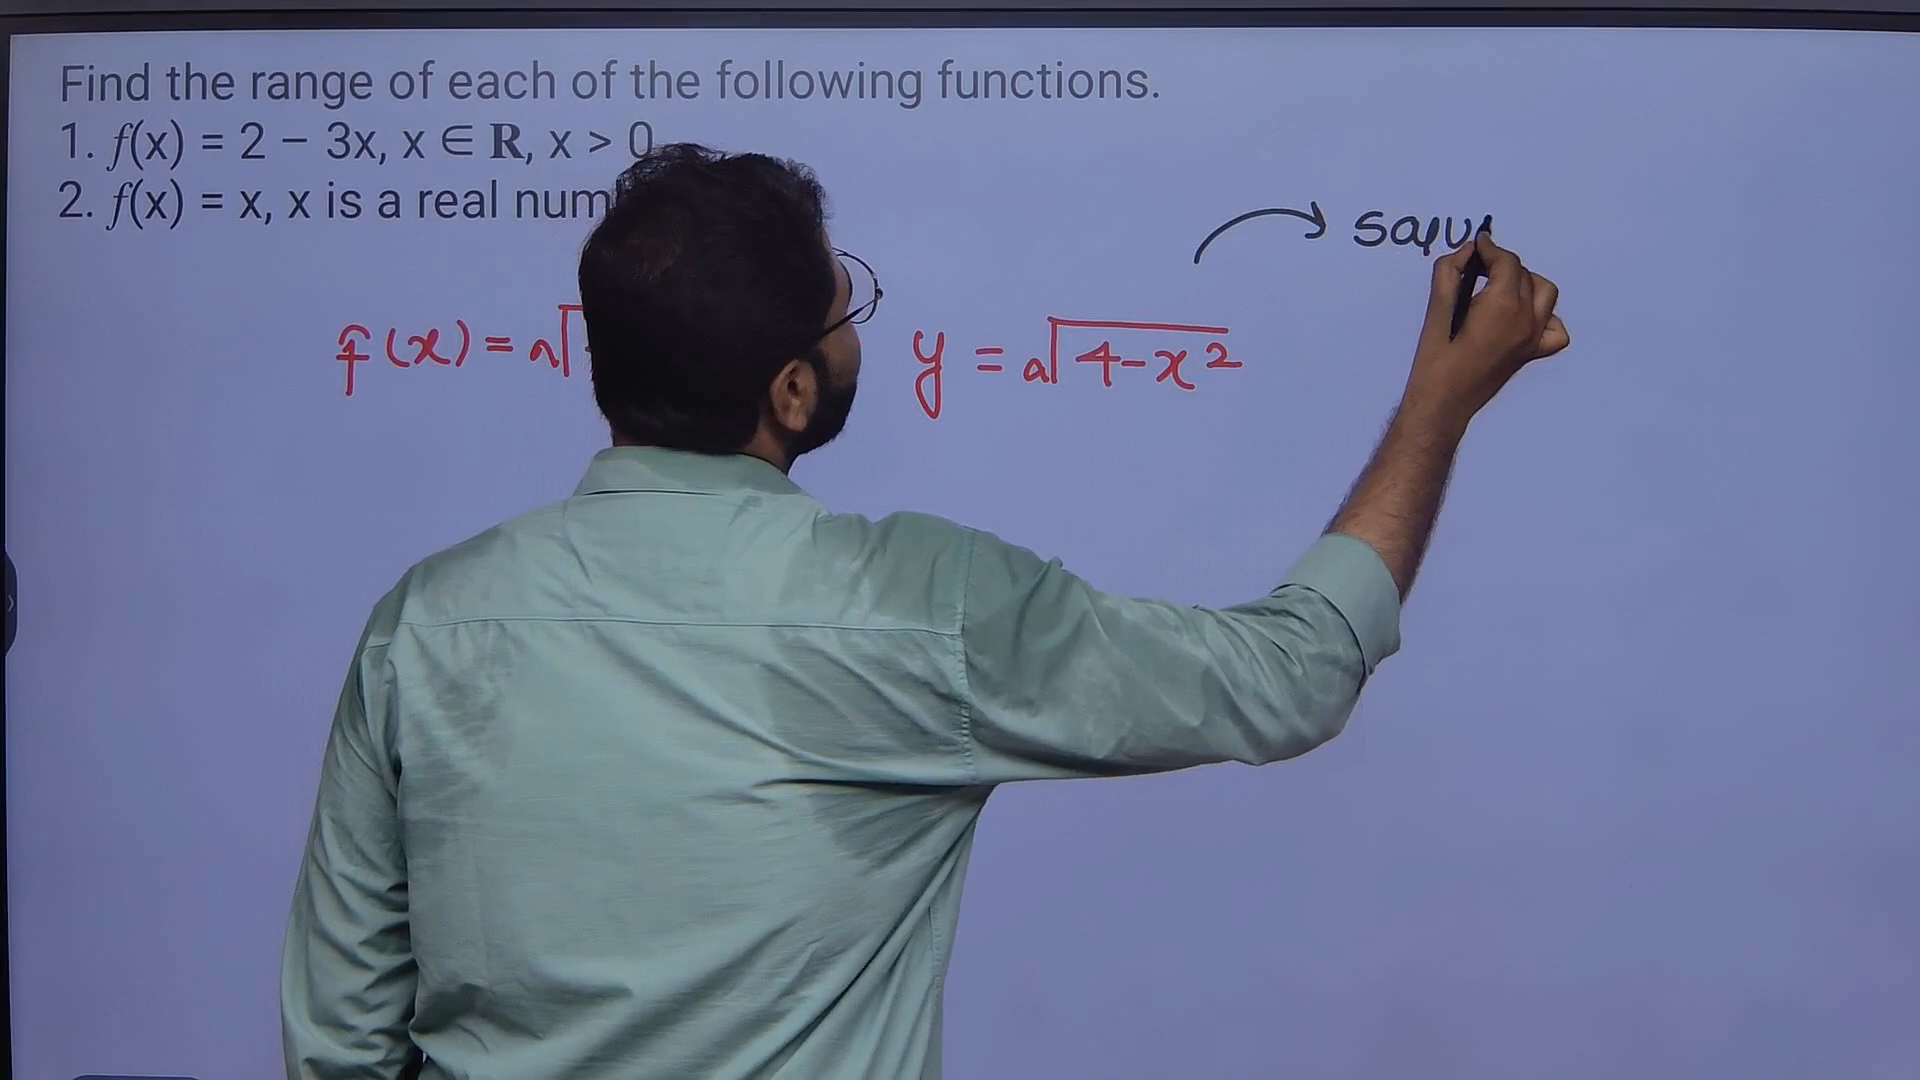 Find the range of each of the following functions.
1. f(x) = 2 – 3x, x ∈ R, x > 0
2. f(x) = x, x is a real num
squ
f(x) = √ y = √4-x²